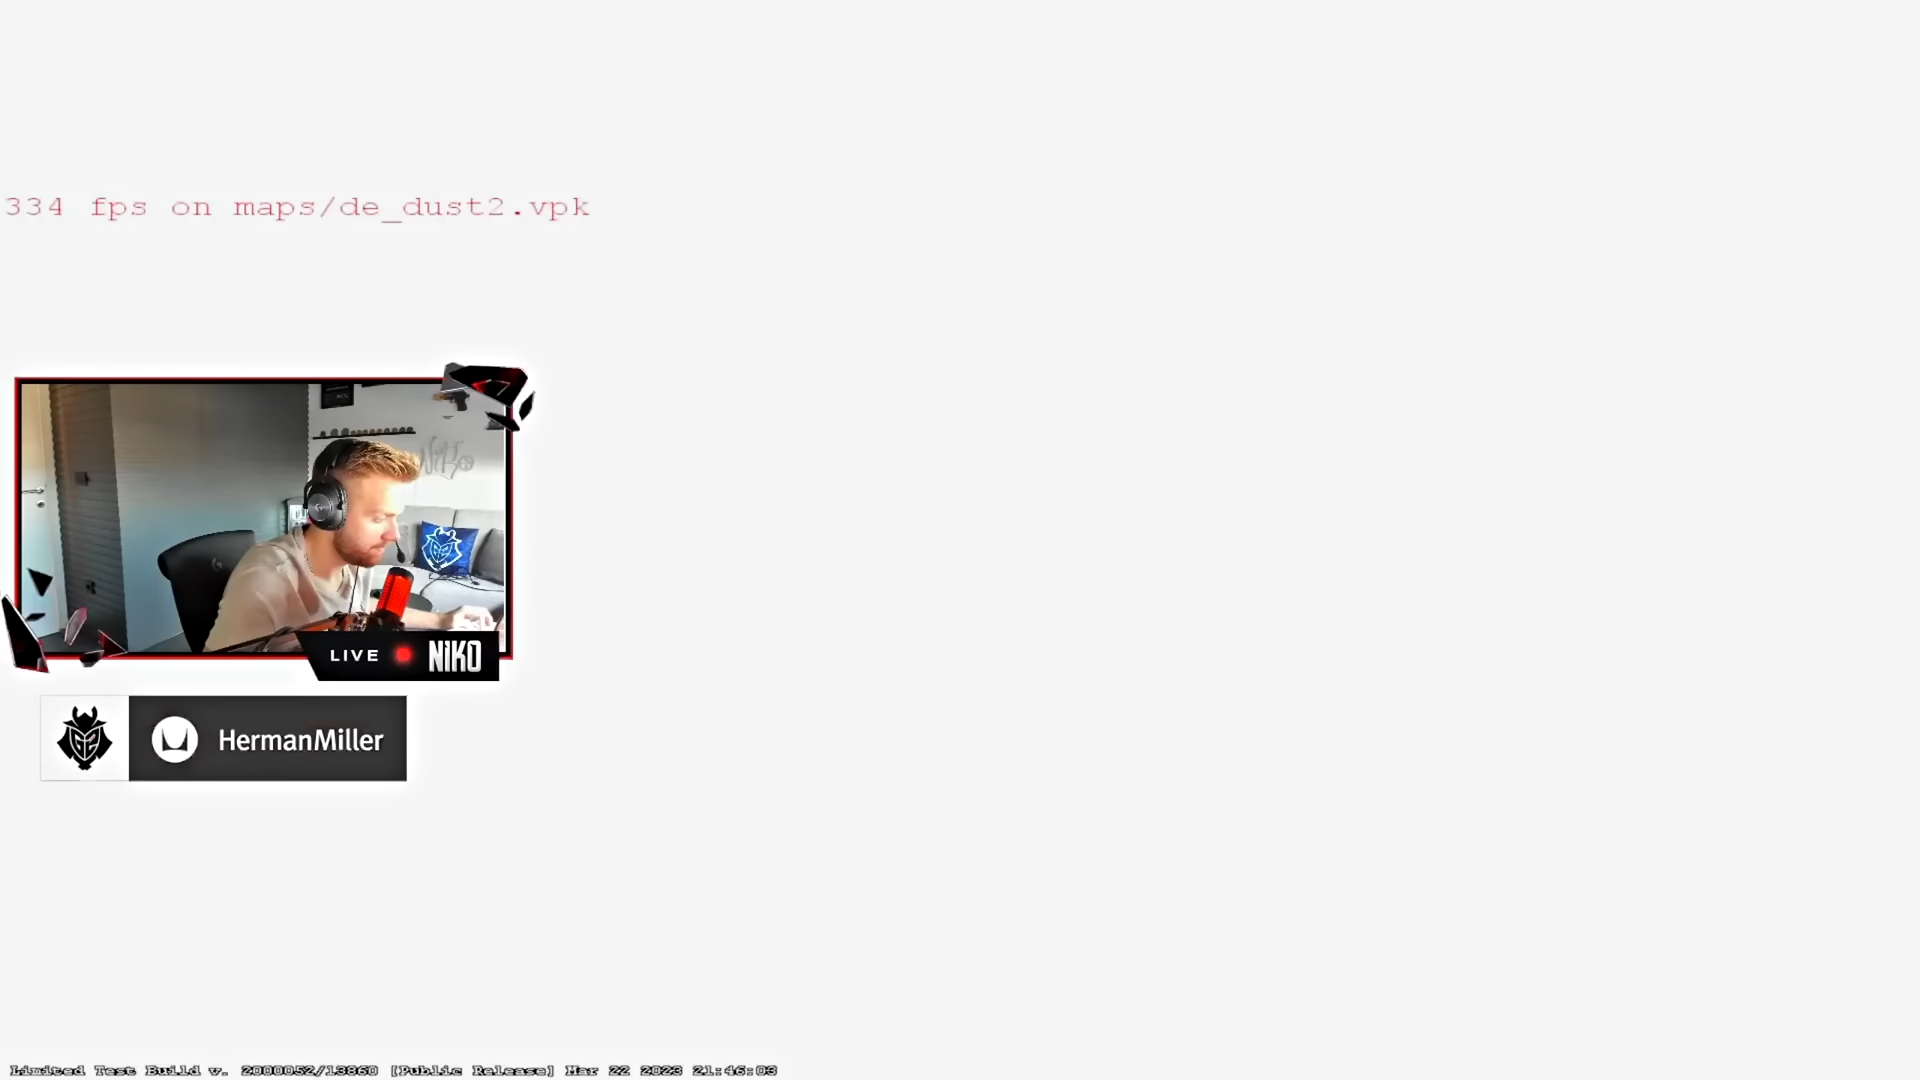 334 fps on maps/de_dust2.vpk
NiKo
LIVE NiKO
HermanMiller
Limited Test Build v. 2000052/13860 [Public Release] Mar 22 2023 21:46:03